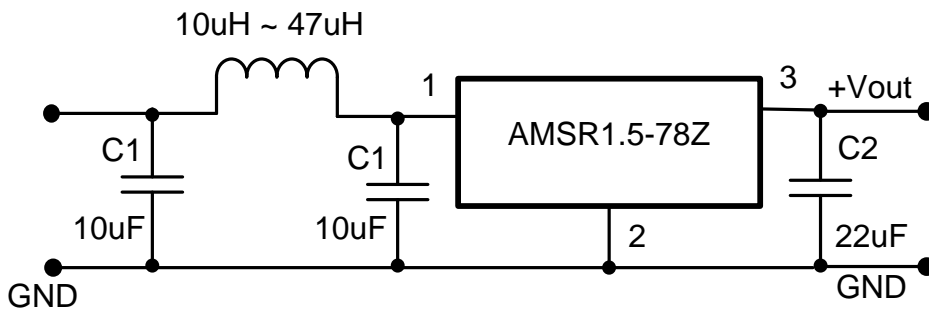 10uH ~ 47uH
1
3
+Vout
AMSR1.5-78Z
C1
C1
C2
10uF
10uF
2
22uF
GND
GND